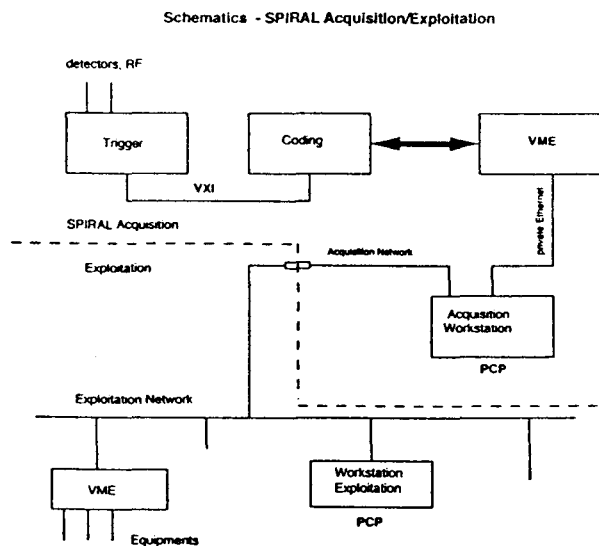 Schematics - SPIRAL Acquisition/Exploitation
detectors, RF
Trigger
Coding
VME
VXI
private Ethernet
SPIRAL Acquisition
Exploitation
Acquisition Network
Acquisition
Workstation
PCP
Exploitation Network
VME
Workstation
Exploitation
PCP
Equipments